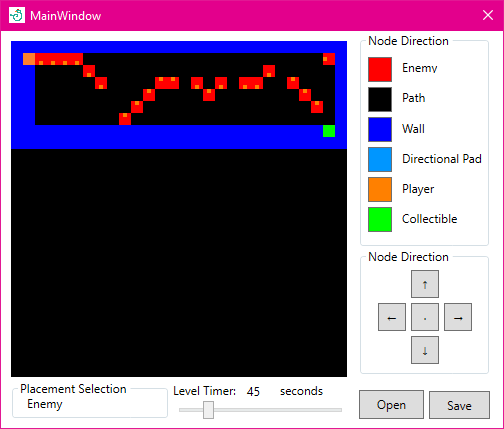 MainWindow
Node Direction
Enemy
Path
Wall
Directional Pad
Player
Collectible
Node Direction
↑
← . →
↓
Placement Selection
Enemy
Level Timer: 45 seconds
Open
Save